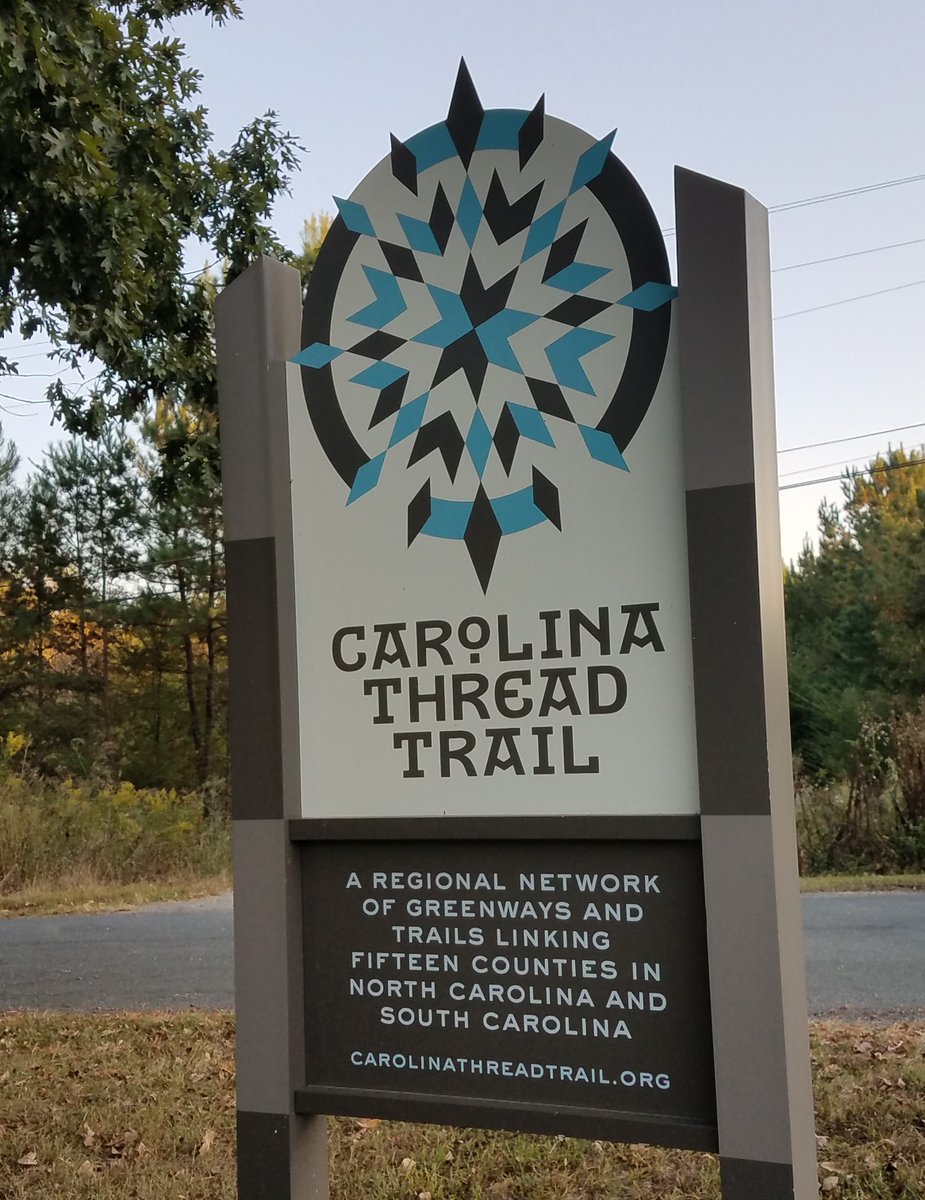 CAROLINA
THREAD
TRAIL
A REGIONAL NETWORK
OF GREENWAYS AND
TRAILS LINKING
FIFTEEN COUNTIES IN
NORTH CAROLINA AND
SOUTH CAROLINA
CAROLINATHREADTRAIL.ORG